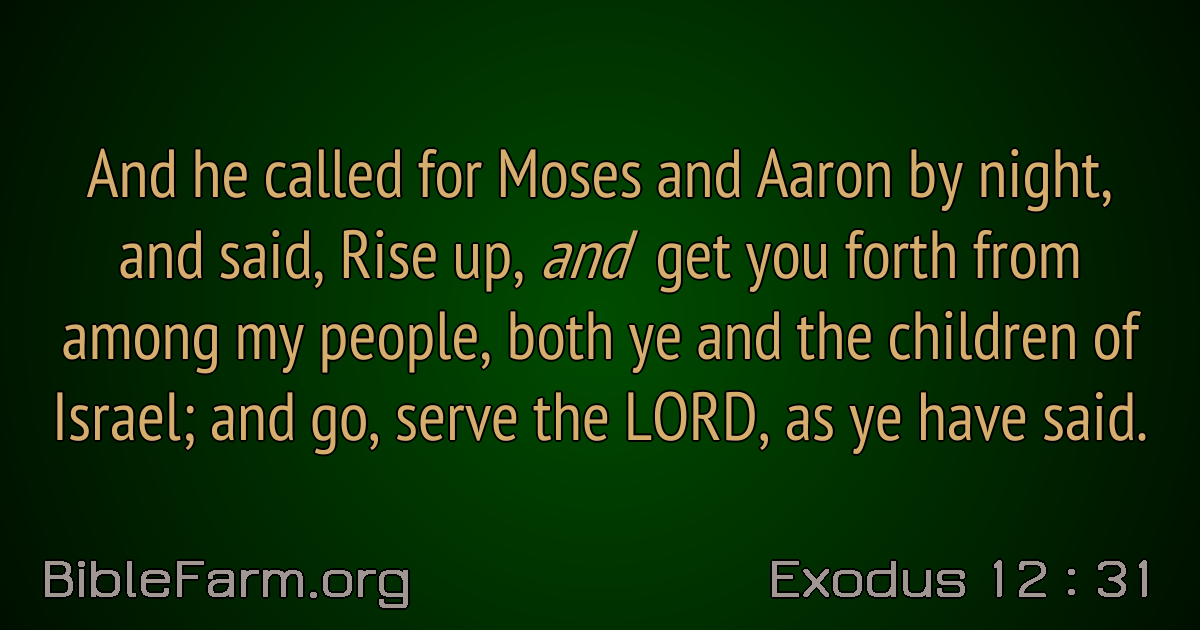 And he called for Moses and Aaron by night,
and said, Rise up, and get you forth from
among my people, both ye and the children of
Israel; and go, serve the LORD, as ye have said.
BibleFarm.org
Exodus 12 : 31